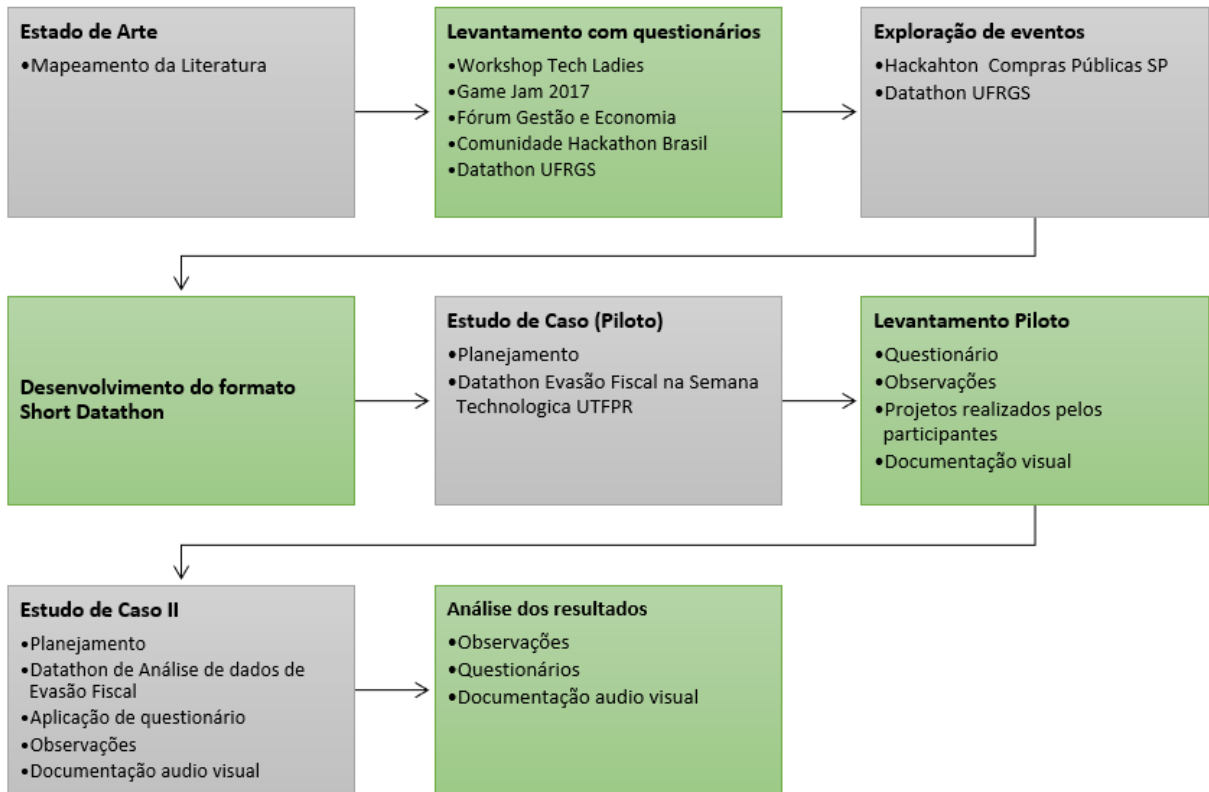 Estado de Arte
•Mapeamento da Literatura
Levantamento com questionários
•Workshop Tech Ladies
•Game Jam 2017
•Fórum Gestão e Economia
•Comunidade Hackathon Brasil
•Datathon UFRGS
Exploração de eventos
•Hackahton Compras Públicas SP
•Datathon UFRGS
Desenvolvimento do formato
Short Datathon
Estudo de Caso (Piloto)
•Planejamento
•Datathon Evasão Fiscal na Semana
Technologica UTFPR
Levantamento Piloto
•Questionário
•Observações
•Projetos realizados pelos
participantes
•Documentação visual
Estudo de Caso II
•Planejamento
•Datathon de Análise de dados de
Evasão Fiscal
•Aplicação de questionário
•Observações
•Documentação audio visual
Análise dos resultados
•Observações
•Questionários
•Documentação audio visual